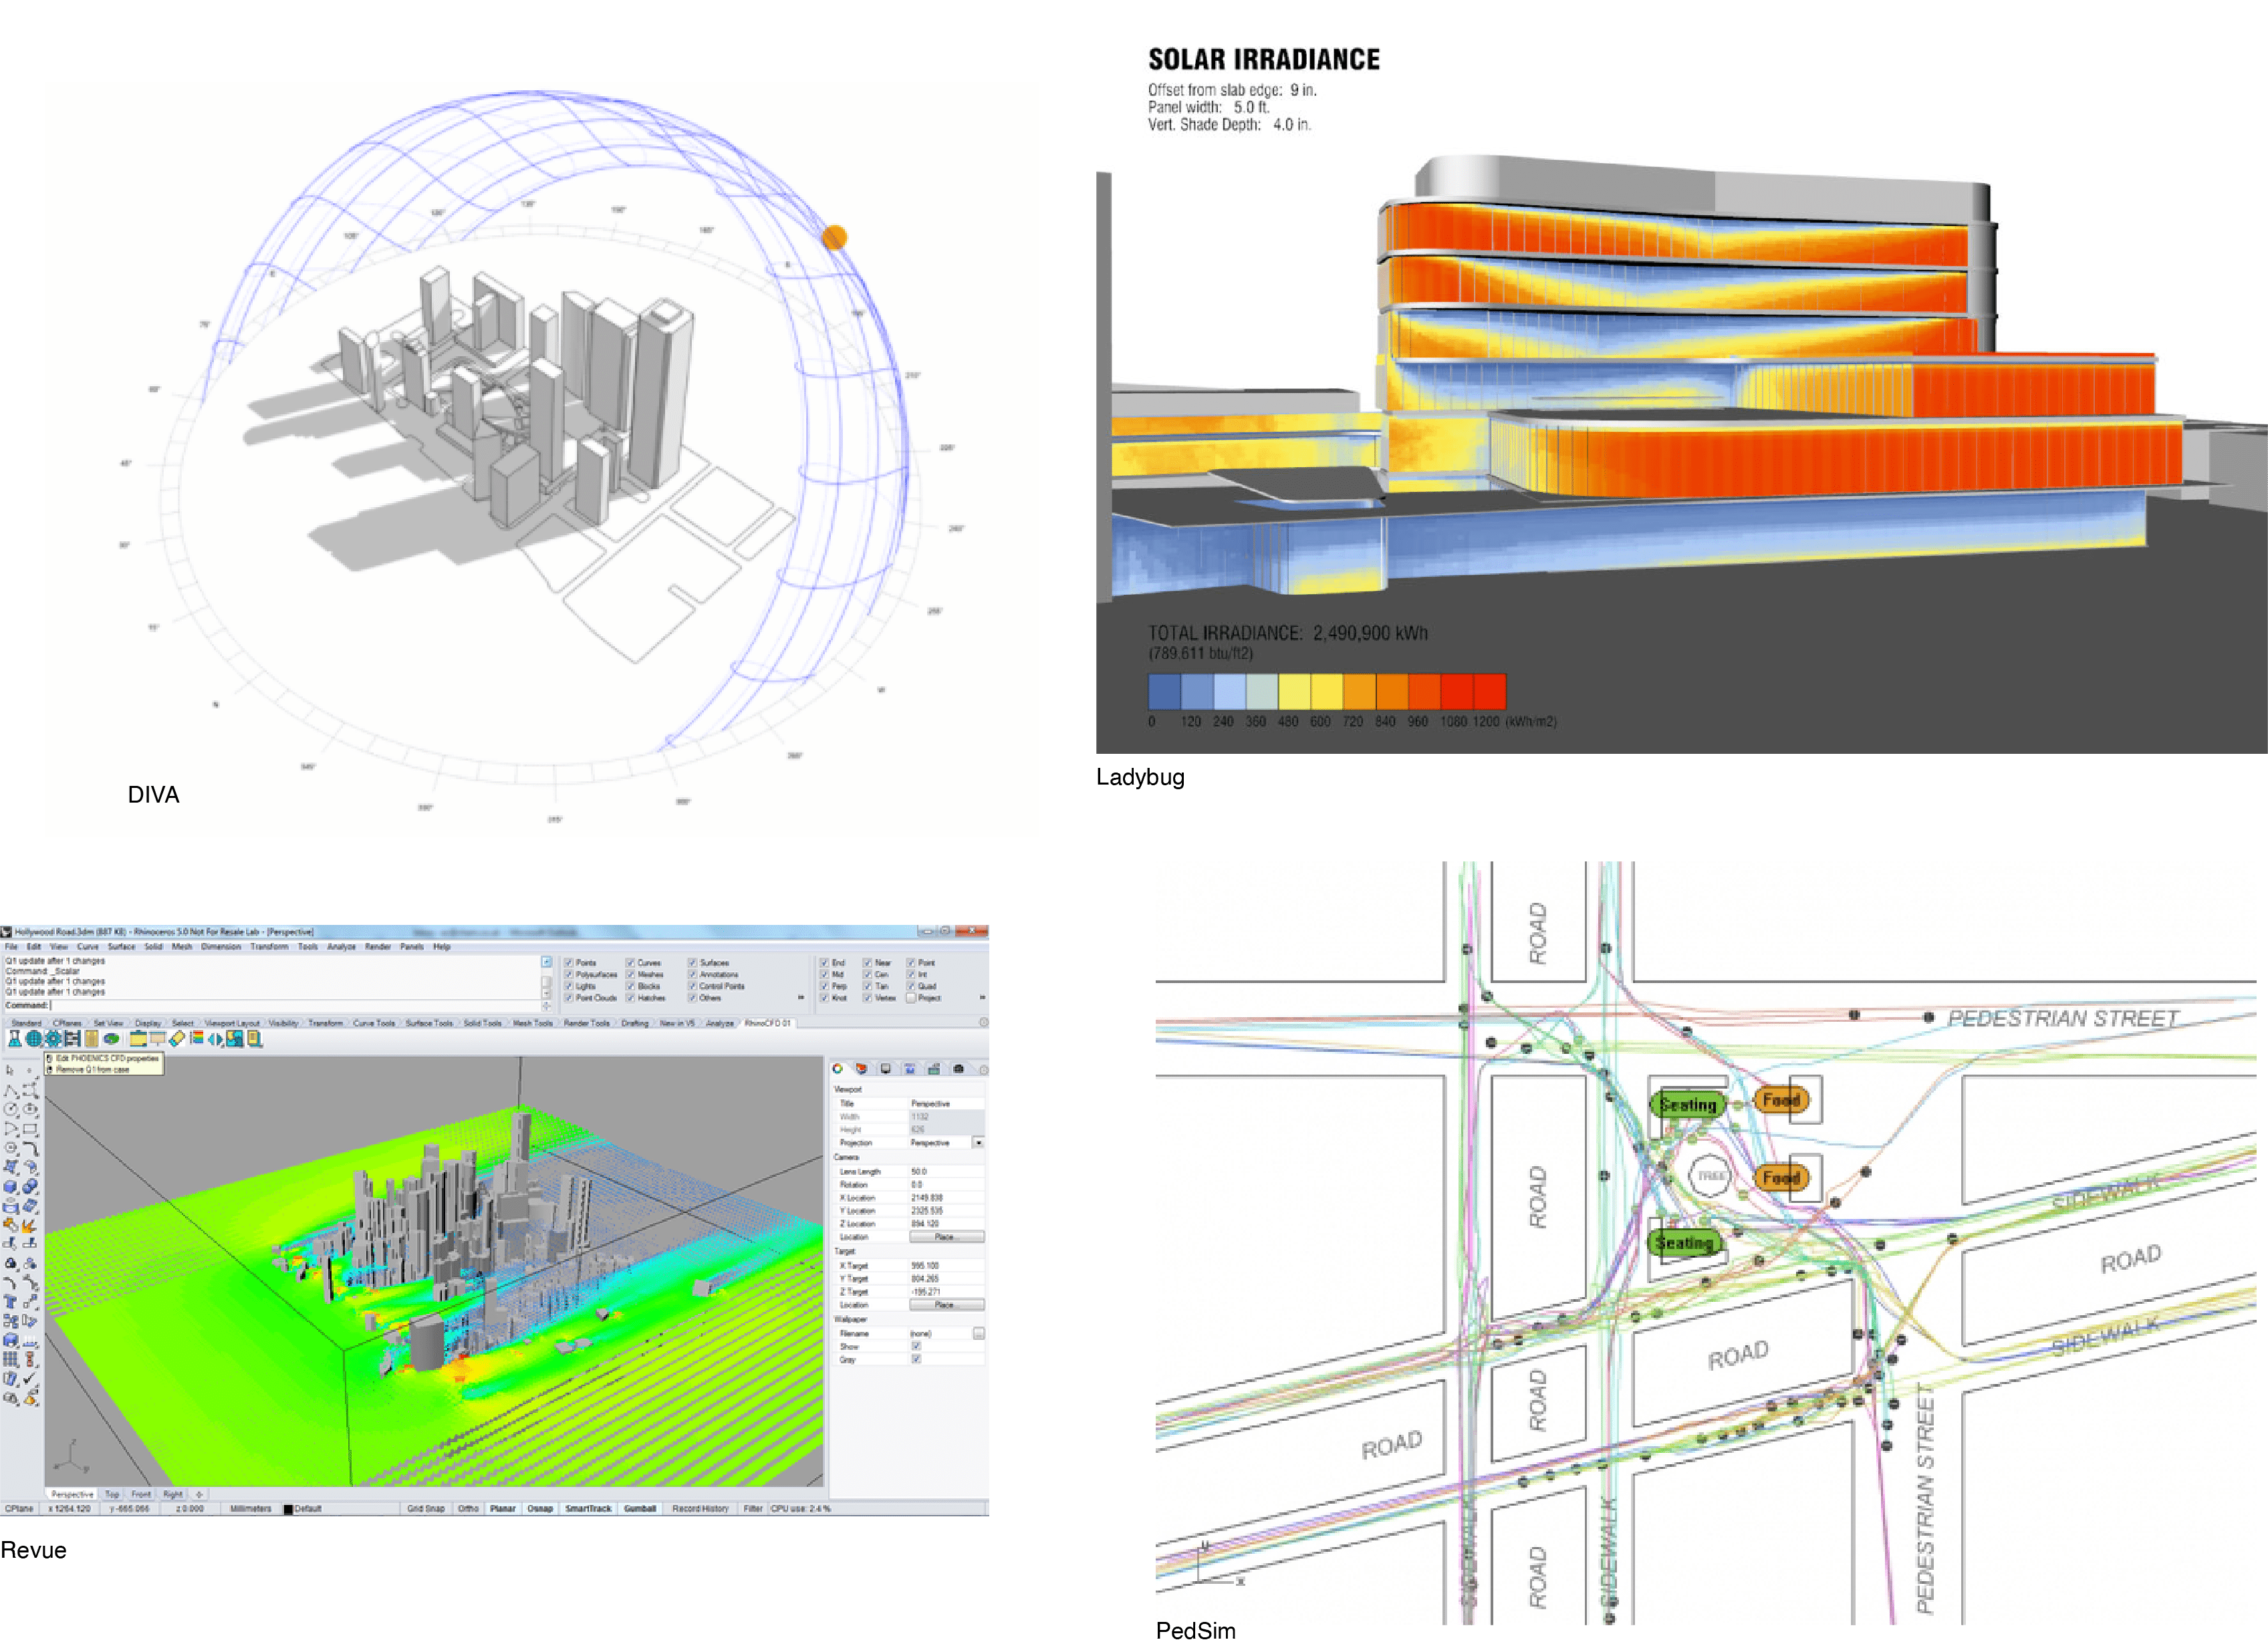 SOLAR IRRADIANCE
Offset from slab edge: 9 in.
Panel width: 5.0 ft.
Vert. Shade Depth: 4.0 in.
TOTAL IRRADIANCE: 2,490,900 kWh
(789,611 btu/ft2)
0 120 240 360 480 600 720 840 960 1080 1200 (kWh/m2)
DIVA
Ladybug
Hollywood Road.3dm (887 KB) - Rhinoceros 5.0 Not For Resale Lab - [Perspective]
File Edit View Curve Surface Solid Mesh Dimension Transform Tools Analyze Render Panels Help
Q1 update after 1 changes
Command: _Scalar
Q1 update after 1 changes
Q1 update after 1 changes
Command:
Points Curves Surfaces
Polysurfaces Meshes Annotations
Lights Blocks Control Points
Point Clouds Hatches Others
End Near Point
Mid Cen Int
Perp Tan Quad
Knot Vertex Project
Standard CPlanes Set View Display Select Viewport Layout Visibility Transform Curve Tools Surface Tools Solid Tools Mesh Tools Render Tools Drafting New in V5 Analyze RhinoCFD 01
Edit PHOENICS CFD properties
Remove Q1 from case
Viewport
Title Perspective
Width 1132
Height 626
Projection Perspective
Camera
Lens Length 50.0
Rotation 0.0
X Location 2149.838
Y Location 2325.535
Z Location 894.120
Location Place...
Target
X Target 995.100
Y Target 804.265
Z Target -195.271
Location Place...
Wallpaper
Filename (none)
Show
Gray
Perspective Top Front Right
CPlane x 1264.120 y -665.066 z 0.000 Millimeters Default Grid Snap Ortho Planar Osnap SmartTrack Gumball Record History Filter CPU use: 2.4 %
Revue
ROAD
PEDESTRIAN STREET
Seating
Food
TREE
Food
Seating
ROAD
SIDEWALK
ROAD
SIDEWALK
ROAD
ROAD
ROAD
PEDESTRIAN STREET
SIDEWALK
ROAD
SIDEWALK
PedSim